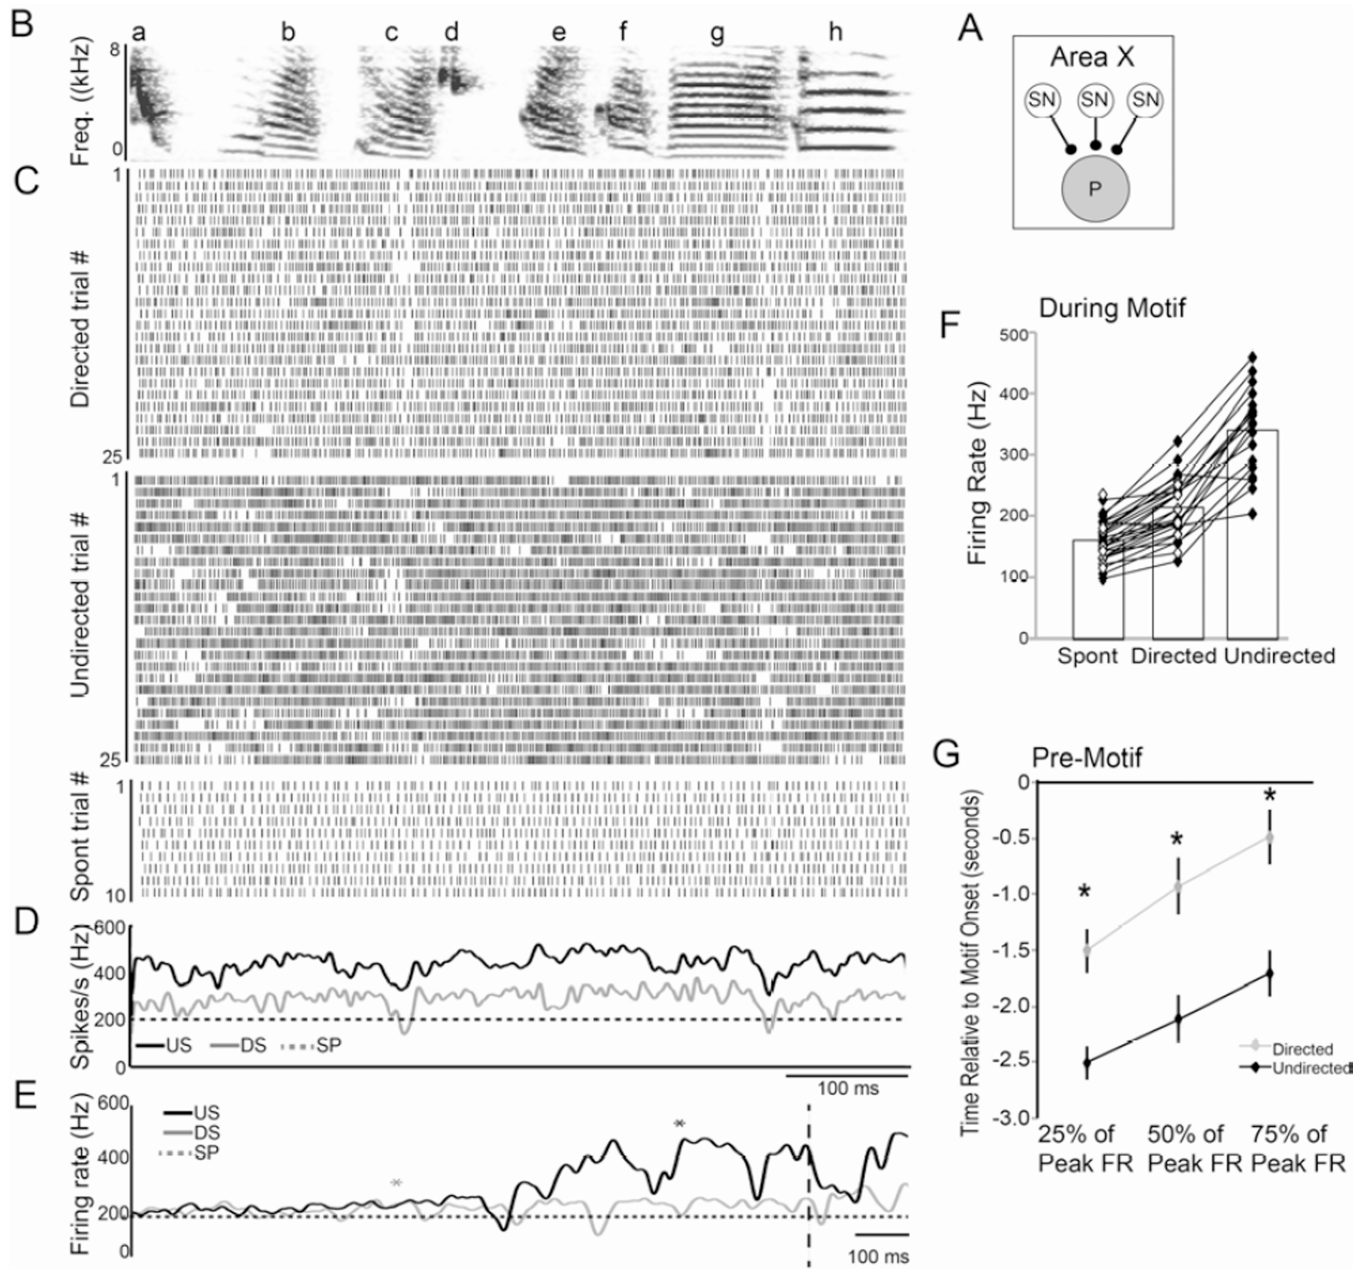 B
a b c d e f g h
8
Freq. ((kHz)
0
A
Area X
SN SN SN
P
C
1
Directed trial #
25
1
Undirected trial #
25
1
Spont trial #
10
D
600
400
200
0
Spikes/s (Hz)
US DS SP
100 ms
E
600
400
200
0
Firing rate (Hz)
US
DS
SP
*
*
100 ms
F
During Motif
500
400
300
200
100
0
Firing Rate (Hz)
Spont Directed Undirected
G
Pre-Motif
0
-0.5
-1.0
-1.5
-2.0
-2.5
-3.0
Time Relative to Motif Onset (seconds)
* * *
Directed
Undirected
25% of 50% of 75% of
Peak FR Peak FR Peak FR